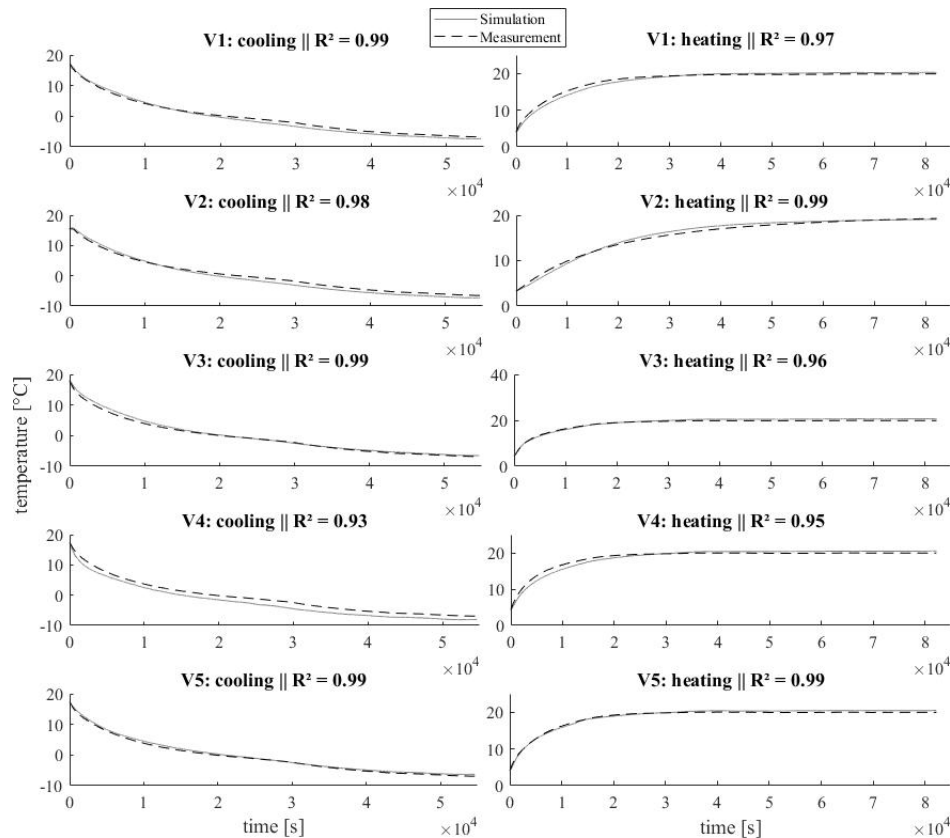 Simulation
Measurement
V1: cooling || R² = 0.99
20
10
0
-10
0 1 2 3 4 5
×10⁴
V1: heating || R² = 0.97
20
10
0
0 1 2 3 4 5 6 7 8
×10⁴
V2: cooling || R² = 0.98
20
10
0
-10
0 1 2 3 4 5
×10⁴
V2: heating || R² = 0.99
20
10
0
0 1 2 3 4 5 6 7 8
×10⁴
temperature [°C]
V3: cooling || R² = 0.99
20
10
0
-10
0 1 2 3 4 5
×10⁴
V3: heating || R² = 0.96
40
20
0
0 1 2 3 4 5 6 7 8
×10⁴
V4: cooling || R² = 0.93
20
10
0
-10
0 1 2 3 4 5
×10⁴
V4: heating || R² = 0.95
20
10
0
0 1 2 3 4 5 6 7 8
×10⁴
V5: cooling || R² = 0.99
20
10
0
-10
0 1 2 3 4 5
×10⁴
time [s]
V5: heating || R² = 0.99
20
10
0
0 1 2 3 4 5 6 7 8
×10⁴
time [s]